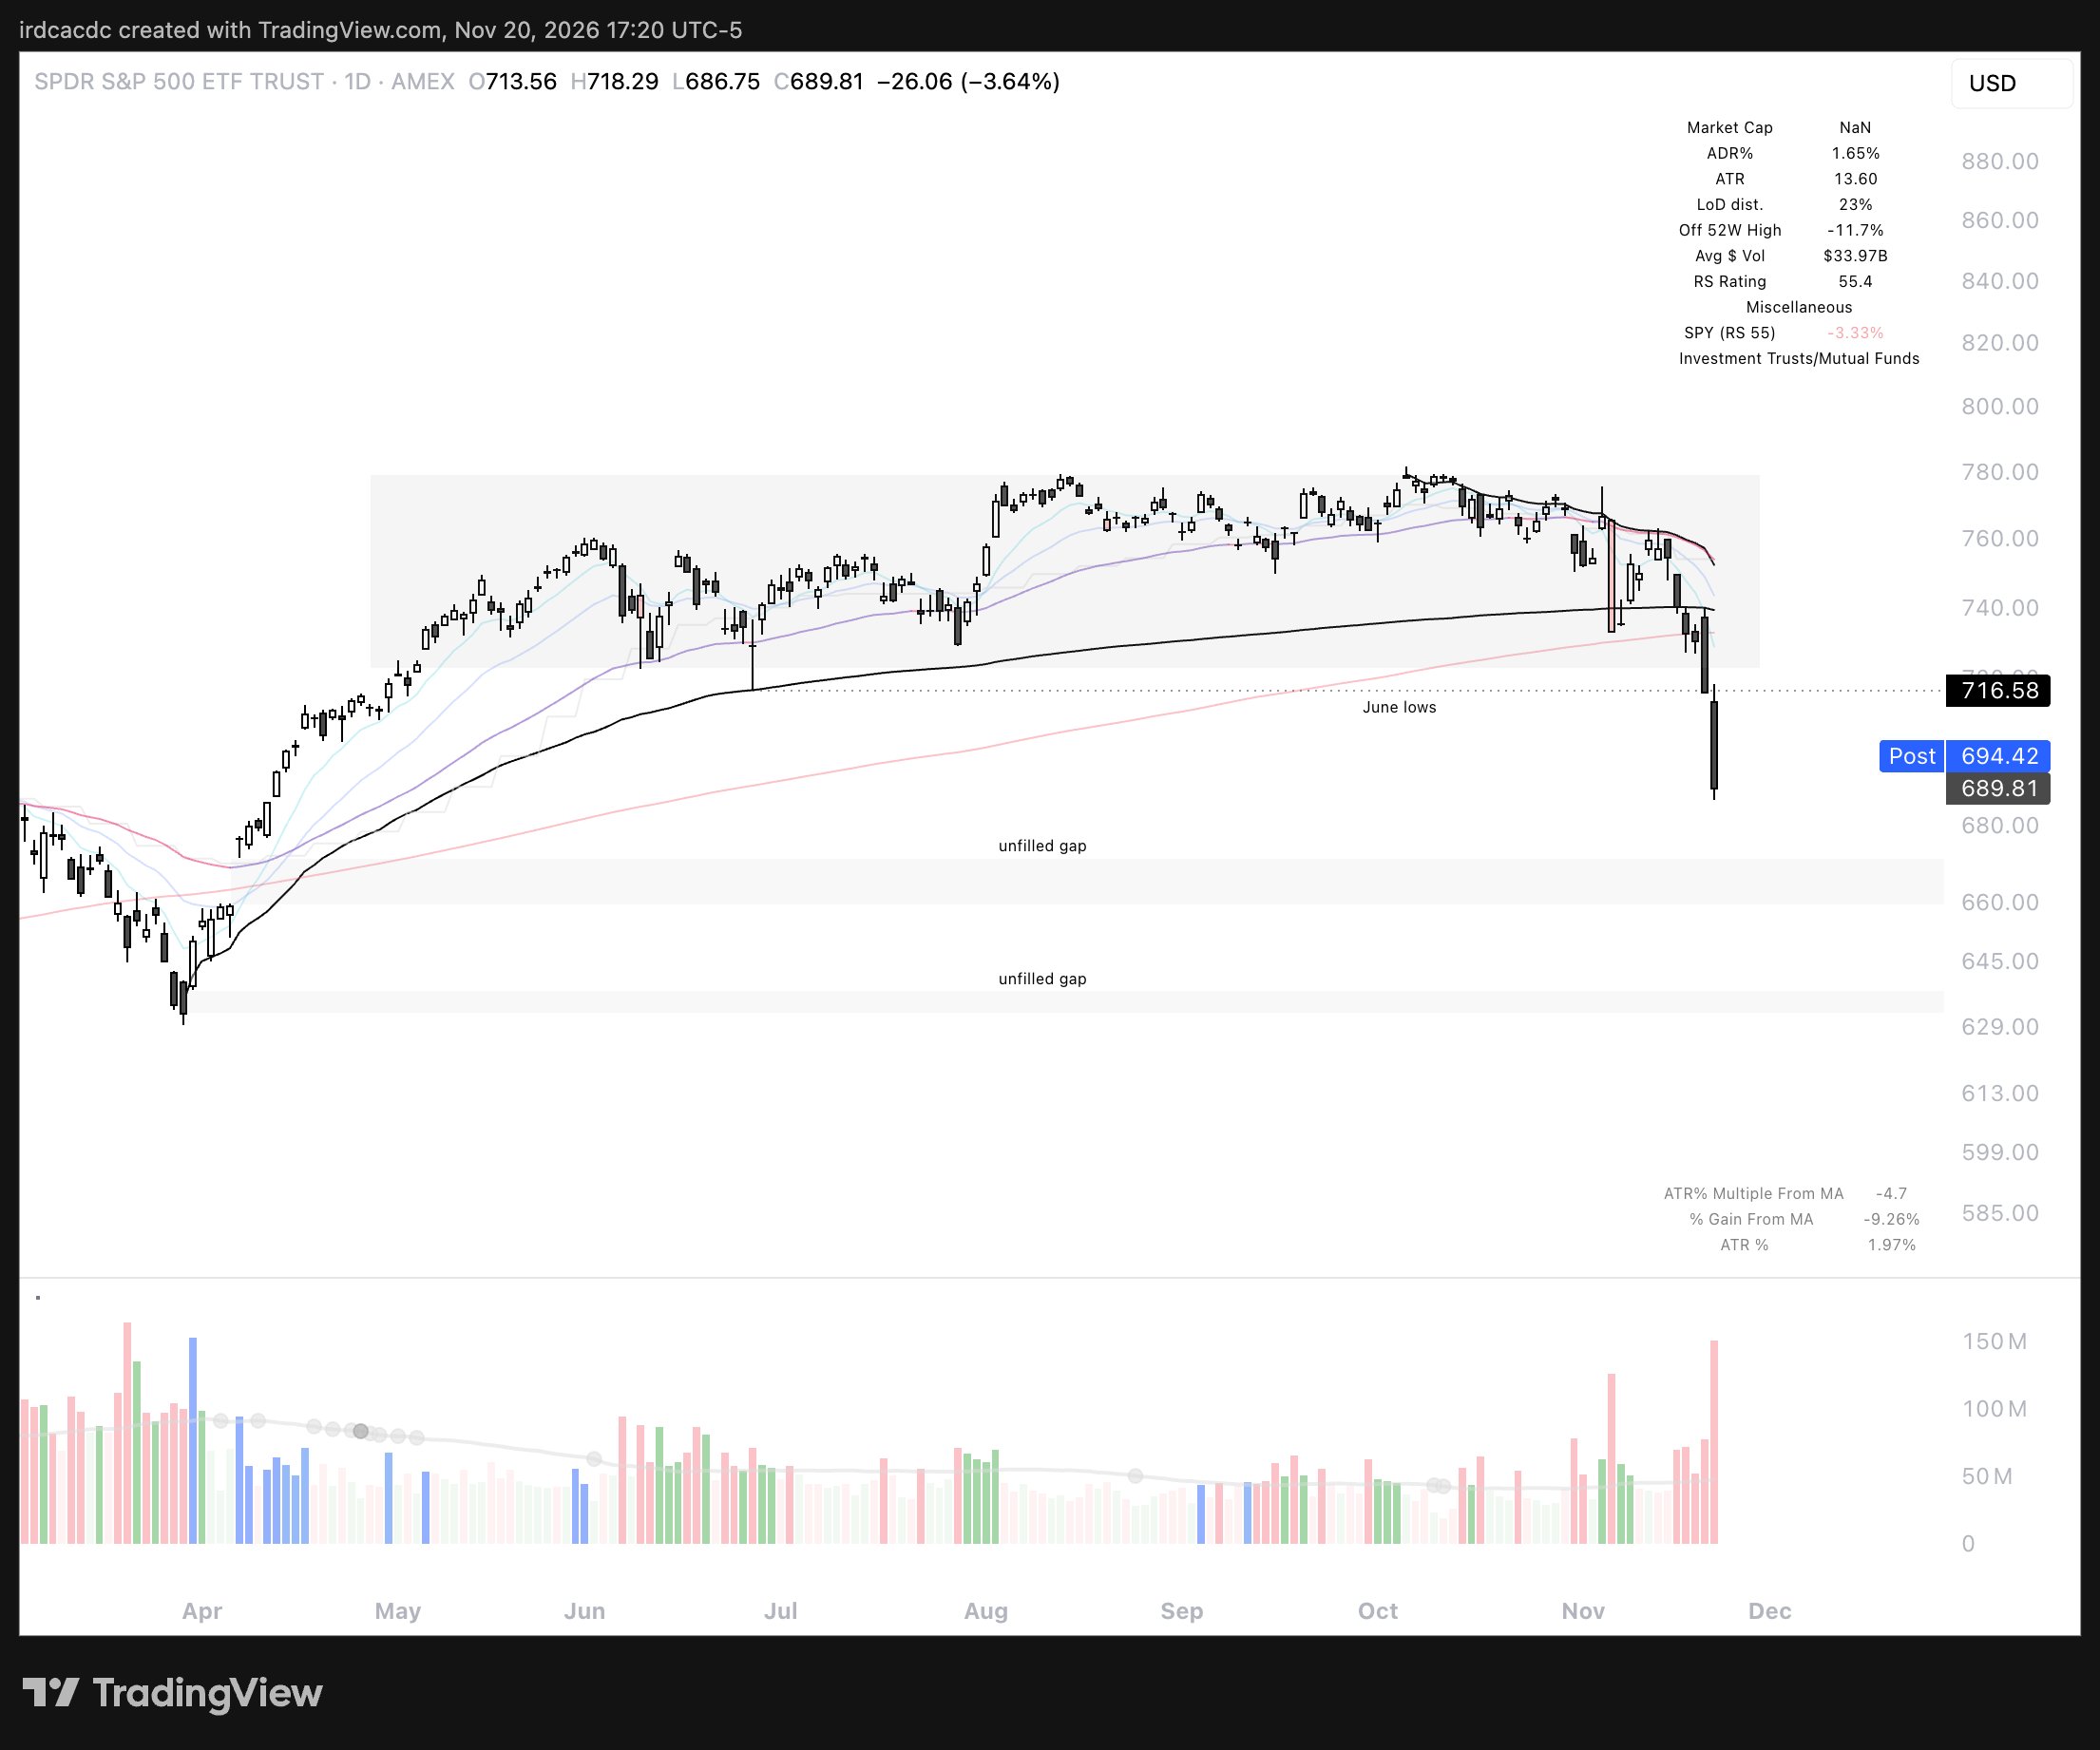 irdcacdc created with TradingView.com, Nov 20, 2026 17:20 UTC-5
SPDR S&P 500 ETF TRUST · 1D · AMEX O713.56 H718.29 L686.75 C689.81 −26.06 (−3.64%)
USD
Market Cap NaN
ADR% 1.65%
ATR 13.60
LoD dist. 23%
Off 52W High -11.7%
Avg $ Vol $33.97B
RS Rating 55.4
Miscellaneous
SPY (RS 55) -3.33%
Investment Trusts/Mutual Funds
880.00
860.00
840.00
820.00
800.00
780.00
760.00
740.00
716.58
June lows
Post 694.42
689.81
680.00
unfilled gap
660.00
645.00
unfilled gap
629.00
613.00
599.00
585.00
ATR% Multiple From MA -4.7
% Gain From MA -9.26%
ATR % 1.97%
150 M
100 M
50 M
0
Apr May Jun Jul Aug Sep Oct Nov Dec
TradingView